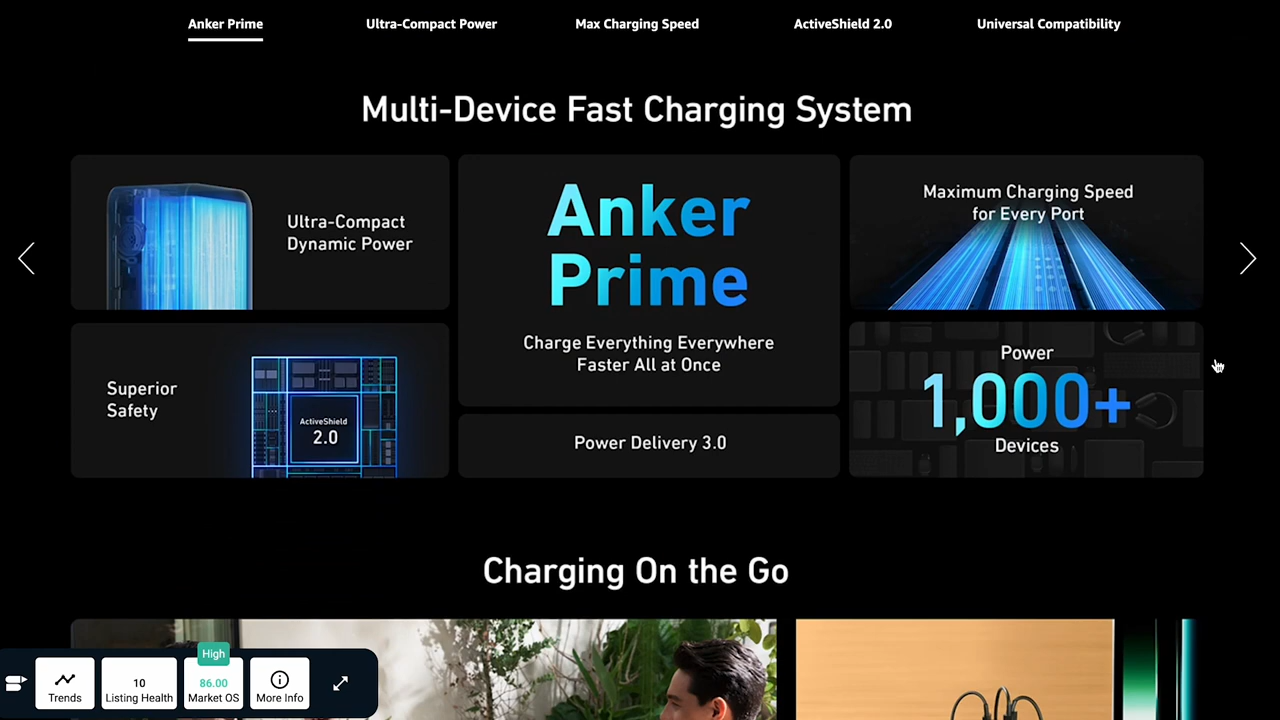 Anker Prime
Ultra-Compact Power
Max Charging Speed
ActiveShield 2.0
Universal Compatibility
Multi-Device Fast Charging System
Ultra-Compact
Dynamic Power
Anker
Prime
Charge Everything Everywhere
Faster All at Once
Maximum Charging Speed
for Every Port
Superior
Safety
ActiveShield
2.0
Power Delivery 3.0
Power
1,000+
Devices
Charging On the Go
Trends
10
Listing Health
High
86.00
Market OS
More Info